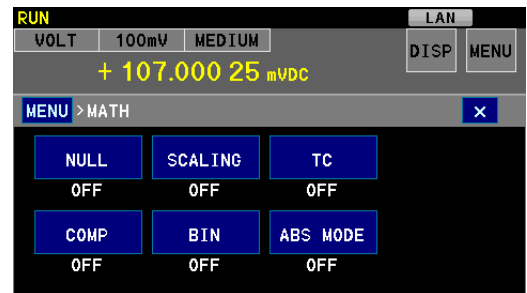 RUN LAN
VOLT 100mV MEDIUM DISP MENU
+ 107.000 25 mVDC
MENU >MATH ×
NULL SCALING TC
OFF OFF OFF
COMP BIN ABS MODE
OFF OFF OFF